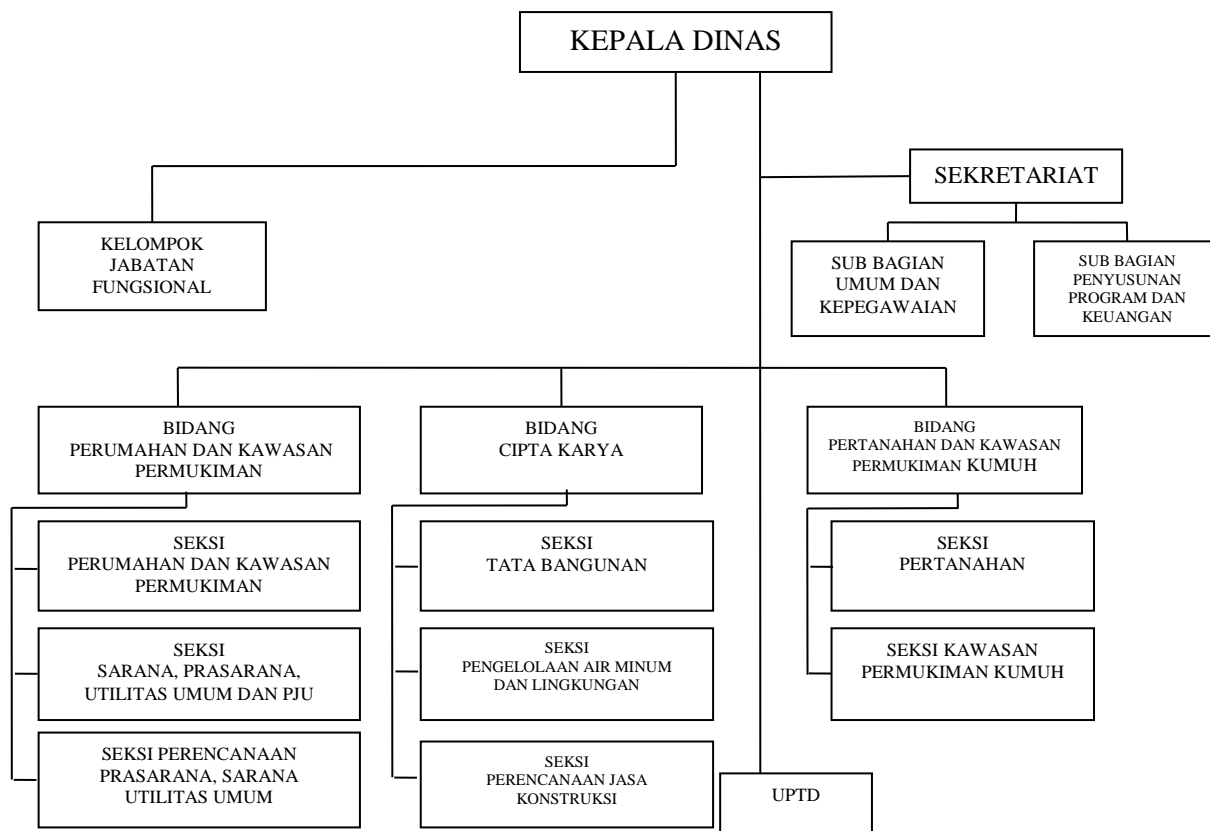 KEPALA DINAS
SEKRETARIAT
KELOMPOK
JABATAN
FUNGSIONAL
SUB BAGIAN
UMUM DAN
KEPEGAWAIAN
SUB BAGIAN
PENYUSUNAN
PROGRAM DAN
KEUANGAN
BIDANG
PERUMAHAN DAN KAWASAN
PERMUKIMAN
BIDANG
CIPTA KARYA
BIDANG
PERTANAHAN DAN KAWASAN
PERMUKIMAN KUMUH
SEKSI
PERUMAHAN DAN KAWASAN
PERMUKIMAN
SEKSI
TATA BANGUNAN
SEKSI
PERTANAHAN
SEKSI
SARANA, PRASARANA,
UTILITAS UMUM DAN PJU
SEKSI
PENGELOLAAN AIR MINUM
DAN LINGKUNGAN
SEKSI KAWASAN
PERMUKIMAN KUMUH
SEKSI PERENCANAAN
PRASARANA, SARANA
UTILITAS UMUM
SEKSI
PERENCANAAN JASA
KONSTRUKSI
UPTD